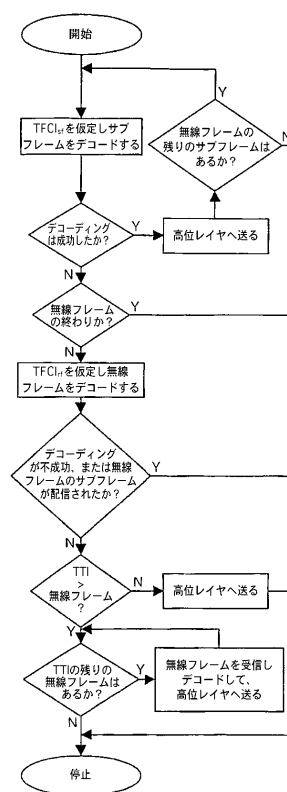 開始
TFCIsfを仮定しサブ
フレームをデコードする
Y
無線フレームの
残りのサブフレームは
あるか？
N
デコーディング
は成功したか？
Y
高位レイヤへ送る
N
無線フレーム
の終わりか？
Y
N
TFCIrfを仮定し無線
フレームをデコードする
デコーディング
が不成功、または無線
フレームのサブフレーム
が配信されたか？
Y
N
TTI
>
無線フレーム
？
N
高位レイヤへ送る
Y
TTIの残りの
無線フレームは
あるか？
Y
無線フレームを受信し
デコードして、
高位レイヤへ送る
N
停止